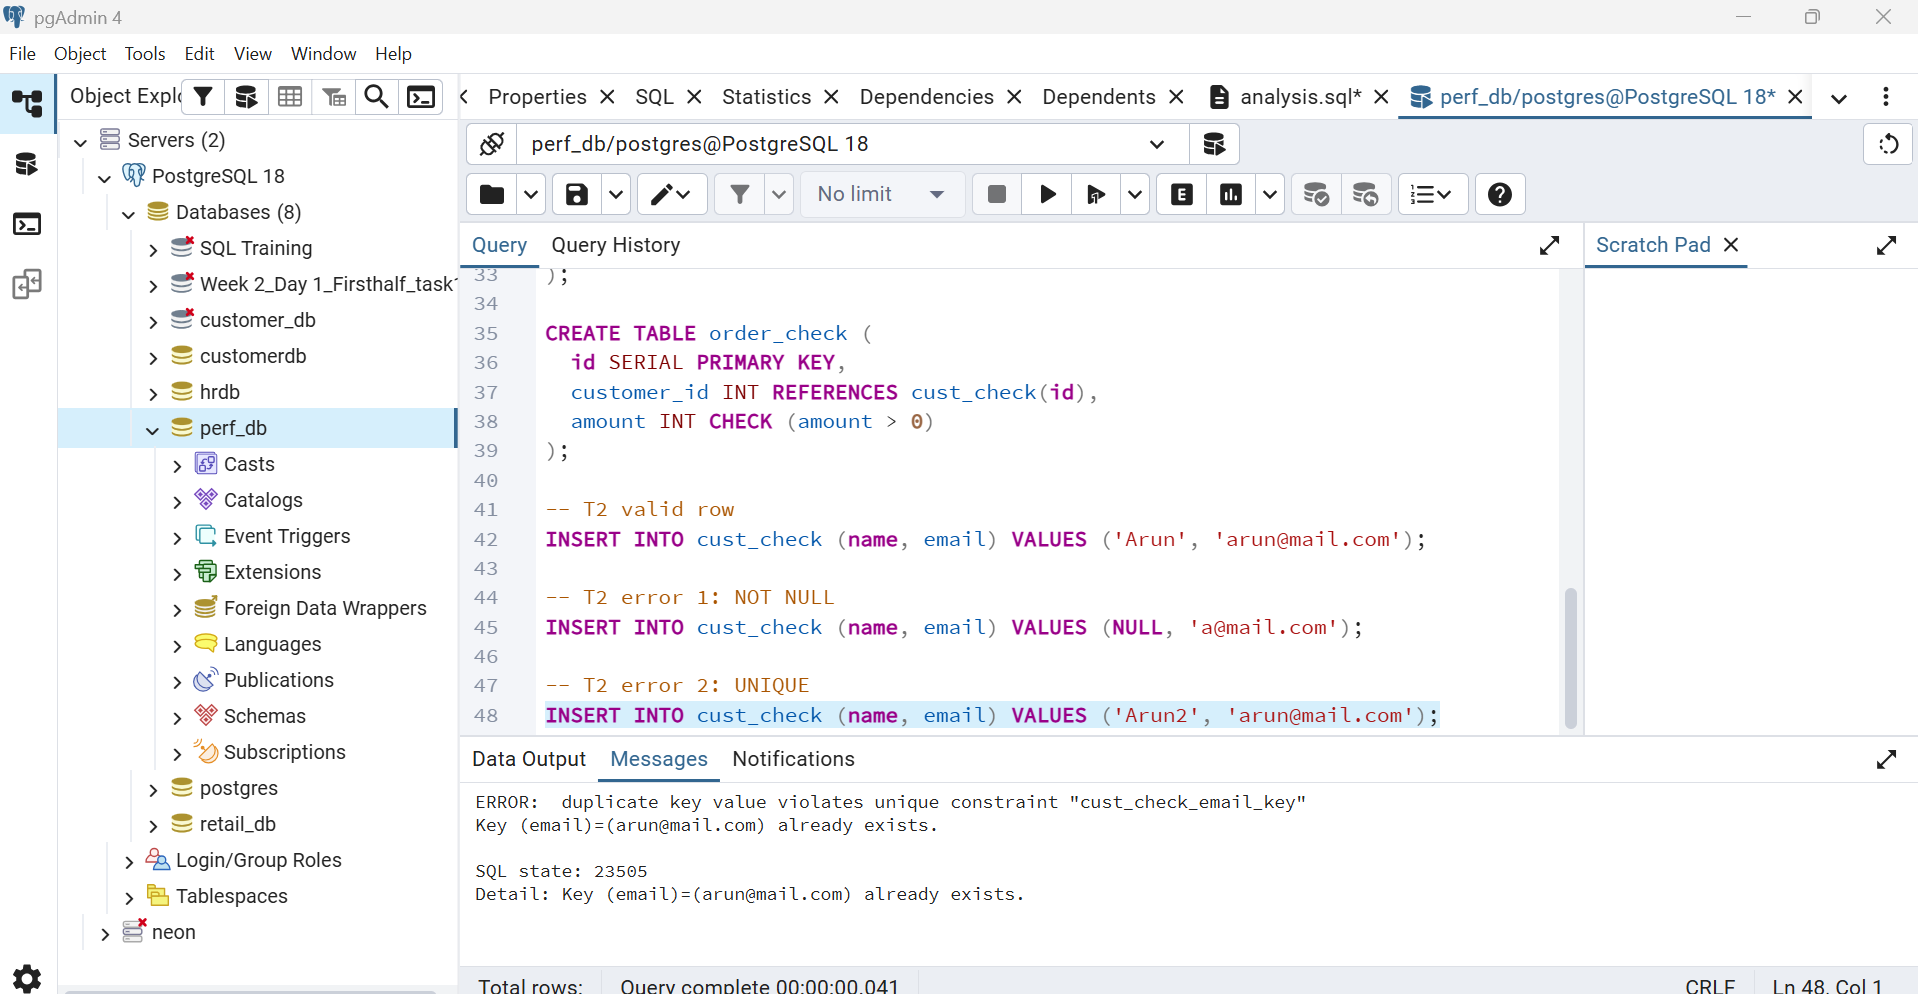 pgAdmin 4
File Object Tools Edit View Window Help
Object Explo
Properties SQL Statistics Dependencies Dependents analysis.sql* perf_db/postgres@PostgreSQL 18*
Servers (2)
PostgreSQL 18
Databases (8)
SQL Training
Week 2_Day 1_Firsthalf_task1
customer_db
customerdb
hrdb
perf_db
Casts
Catalogs
Event Triggers
Extensions
Foreign Data Wrappers
Languages
Publications
Schemas
Subscriptions
postgres
retail_db
Login/Group Roles
Tablespaces
neon
perf_db/postgres@PostgreSQL 18
No limit
E
Query Query History
Scratch Pad
33 );
34
35 CREATE TABLE order_check (
36 id SERIAL PRIMARY KEY,
37 customer_id INT REFERENCES cust_check(id),
38 amount INT CHECK (amount > 0)
39 );
40
41 -- T2 valid row
42 INSERT INTO cust_check (name, email) VALUES ('Arun', 'arun@mail.com');
43
44 -- T2 error 1: NOT NULL
45 INSERT INTO cust_check (name, email) VALUES (NULL, 'a@mail.com');
46
47 -- T2 error 2: UNIQUE
48 INSERT INTO cust_check (name, email) VALUES ('Arun2', 'arun@mail.com');
Data Output Messages Notifications
ERROR:  duplicate key value violates unique constraint "cust_check_email_key"
Key (email)=(arun@mail.com) already exists.
SQL state: 23505
Detail: Key (email)=(arun@mail.com) already exists.
Total rows: Query complete 00:00:00.041 CRLF Ln 48, Col 1